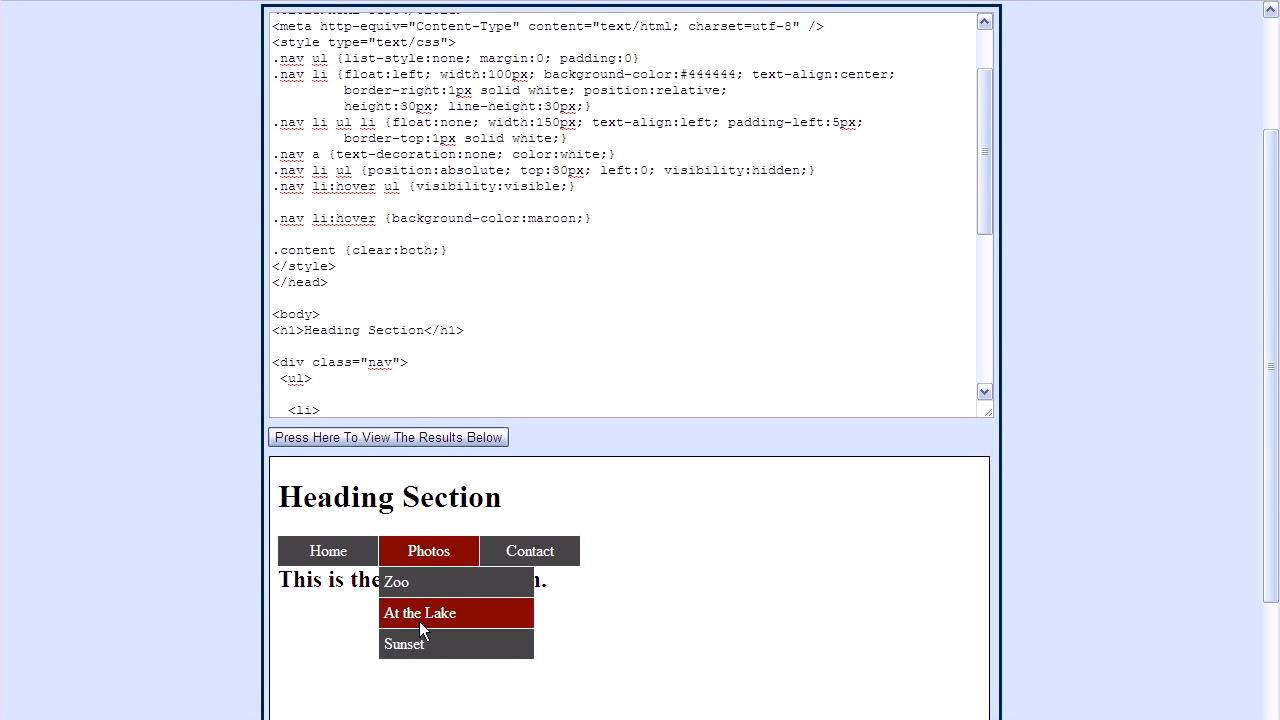 <meta http-equiv="Content-Type" content="text/html; charset=utf-8" />
<style type="text/css">
.nav ul {list-style:none; margin:0; padding:0}
.nav li {float:left; width:100px; background-color:#444444; text-align:center;
border-right:1px solid white; position:relative;
height:30px; line-height:30px;}
.nav li ul li {float:none; width:150px; text-align:left; padding-left:5px;
border-top:1px solid white;}
.nav a {text-decoration:none; color:white;}
.nav li ul {position:absolute; top:30px; left:0; visibility:hidden;}
.nav li:hover ul {visibility:visible;}
.nav li:hover {background-color:maroon;}
.content {clear:both;}
</style>
</head>
<body>
<h1>Heading Section</h1>
<div class="nav">
<ul>
<li>
Press Here To View The Results Below
Heading Section
Home Photos Contact
This is the
Zoo
At the Lake
Sunset